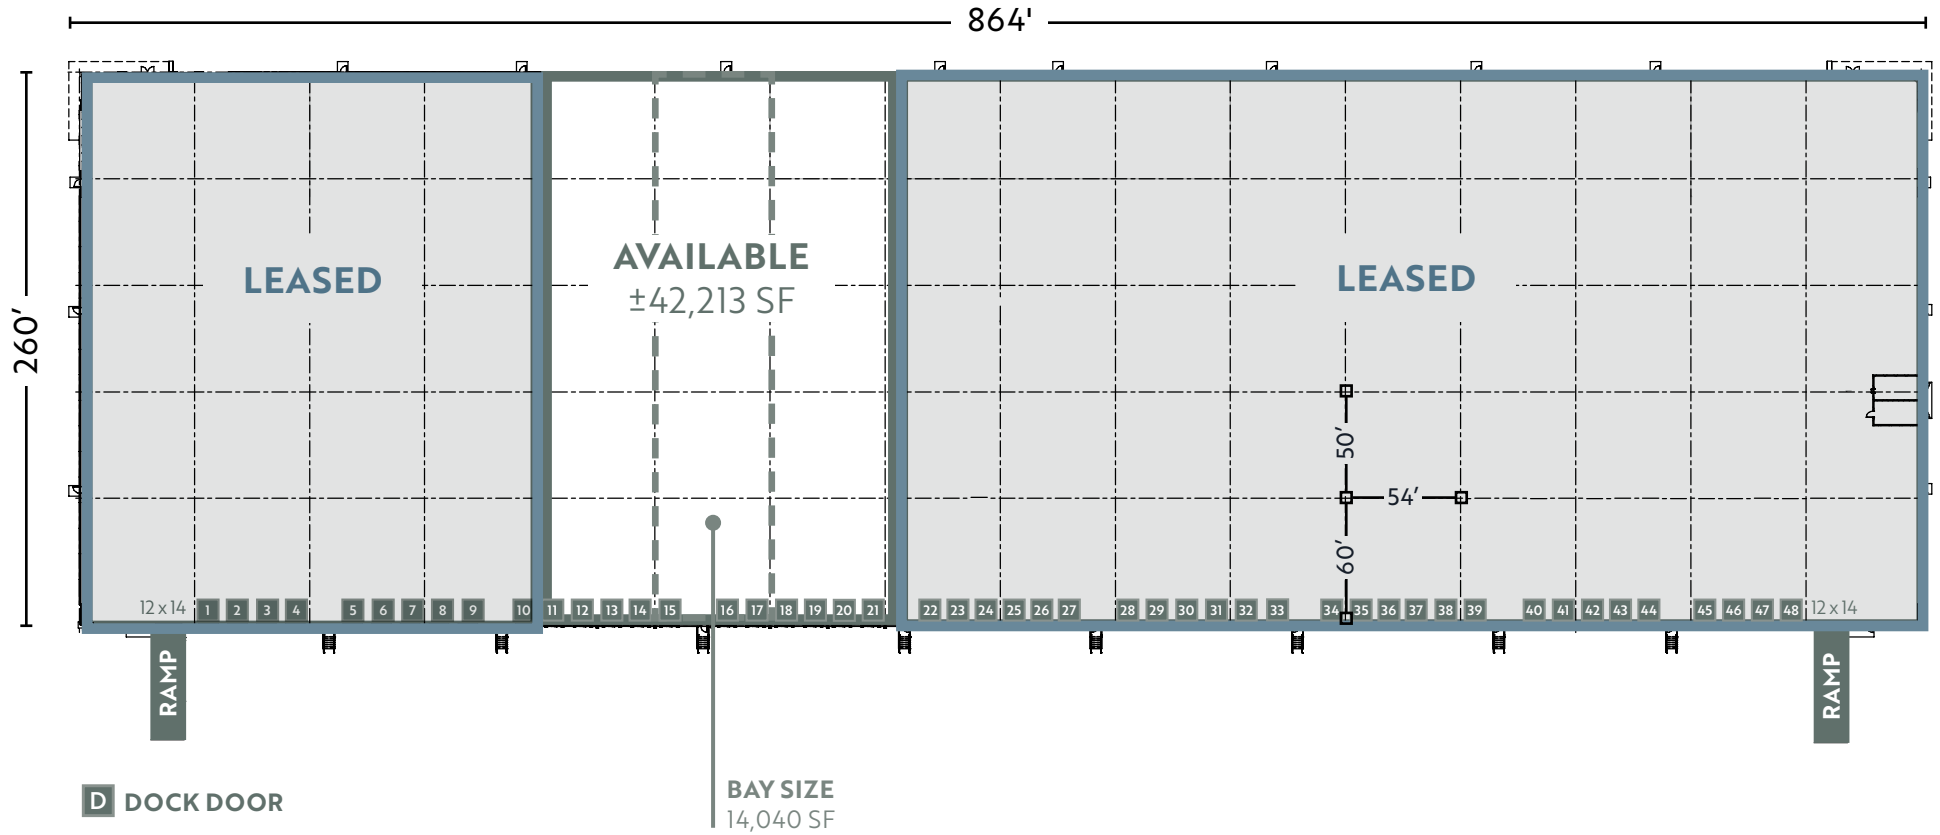 864'
260’
LEASED
AVAILABLE
±42,213 SF
LEASED
50’
54’
60’
12 x 14
1 2 3 4 5 6 7 8 9 10 11 12 13 14 15 16 17 18 19 20 21 22 23 24 25 26 27 28 29 30 31 32 33 34 35 36 37 38 39 40 41 42 43 44 45 46 47 48
12 x 14
RAMP
RAMP
D DOCK DOOR
BAY SIZE
14,040 SF